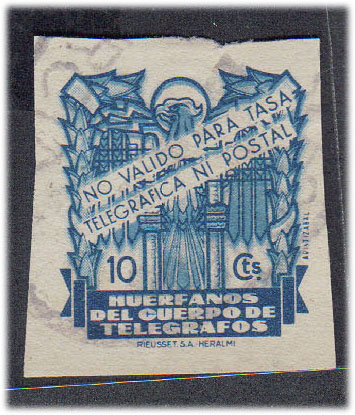 NO VALIDO PARA TASA
TELEGRAFICA NI POSTAL
10 Cts.
HUERFANOS
DEL CUERPO DE
TELEGRAFOS
RIEUSSET. S.A. HERALMI